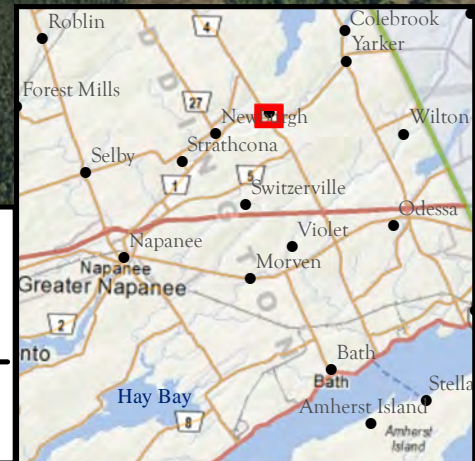 Roblin
Colebrook
4
Yarker
Forest Mills
27
Newburgh
Wilton
Strathcona
Selby
1
5
Switzerville
Odessa
Violet
Napanee
Morven
Napanee
Greater Napanee
2
nto
Bath
Bath
Hay Bay
Stella
Amherst Island
8
Amherst
Island
DDINGTON